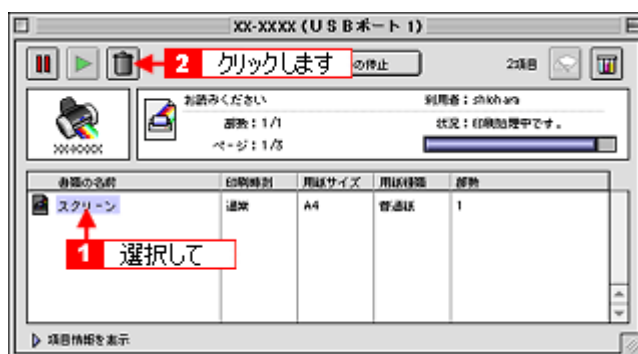 XX-XXXX (USBポート 1)
2 クリックします
の停止
2項目
お読みください
利用者：shiohara
部数：1/1
状況：印刷処理中です。
ページ：1/3
XX-XXXX
書類の名前 印刷時刻 用紙サイズ 用紙種類 部数
スクリーン 通常 A4 普通紙 1
1 選択して
項目情報を表示